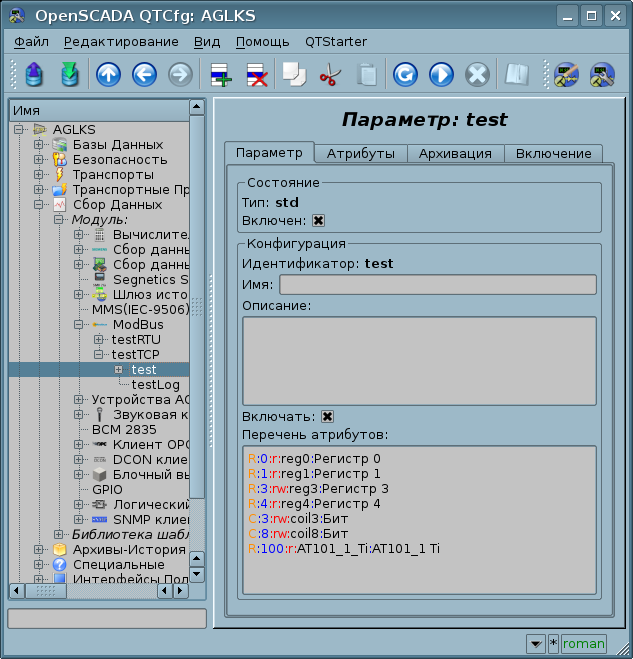 OpenSCADA QTCfg: AGLKS
Файл Редактирование Вид Помощь QTStarter
Имя
AGLKS
Базы Данных
Безопасность
Транспорты
Транспортные Пр
Сбор Данных
Модуль:
Вычислите
Сбор данны
Сбор данны
Segnetics S
Шлюз исто
MMS(IEC-9506)
ModBus
testRTU
testTCP
test
testLog
Устройства AC
Звуковая к
BCM 2835
Клиент OPC
DCON клие
Блочный вы
GPIO
Логический
SNMP клиен
Библиотека шабл
Архивы-История
Специальные
Интерфейсы Пол
Параметр: test
Параметр Атрибуты Архивация Включение
Состояние
Тип: std
Включен:
Конфигурация
Идентификатор: test
Имя:
Описание:
Включать:
Перечень атрибутов:
R:0:r:reg0:Регистр 0
R:1:r:reg1:Регистр 1
R:3:rw:reg3:Регистр 3
R:4:r:reg4:Регистр 4
C:3:rw:coil3:Бит
C:8:rw:coil8:Бит
R:100:r:AT101_1_Ti:AT101_1 Ti
* roman